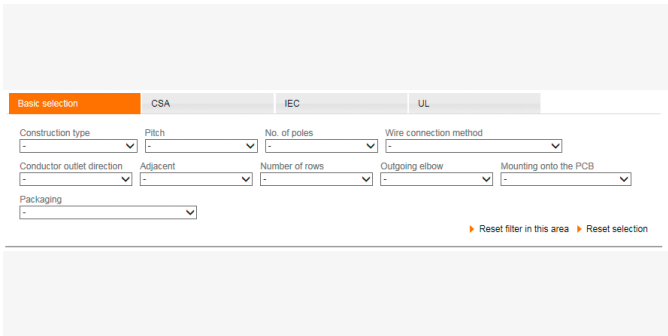 Basic selection CSA IEC UL
Construction type Pitch No. of poles Wire connection method
- - - -
Conductor outlet direction Adjacent Number of rows Outgoing elbow Mounting onto the PCB
- - - - -
Packaging
-
Reset filter in this area Reset selection